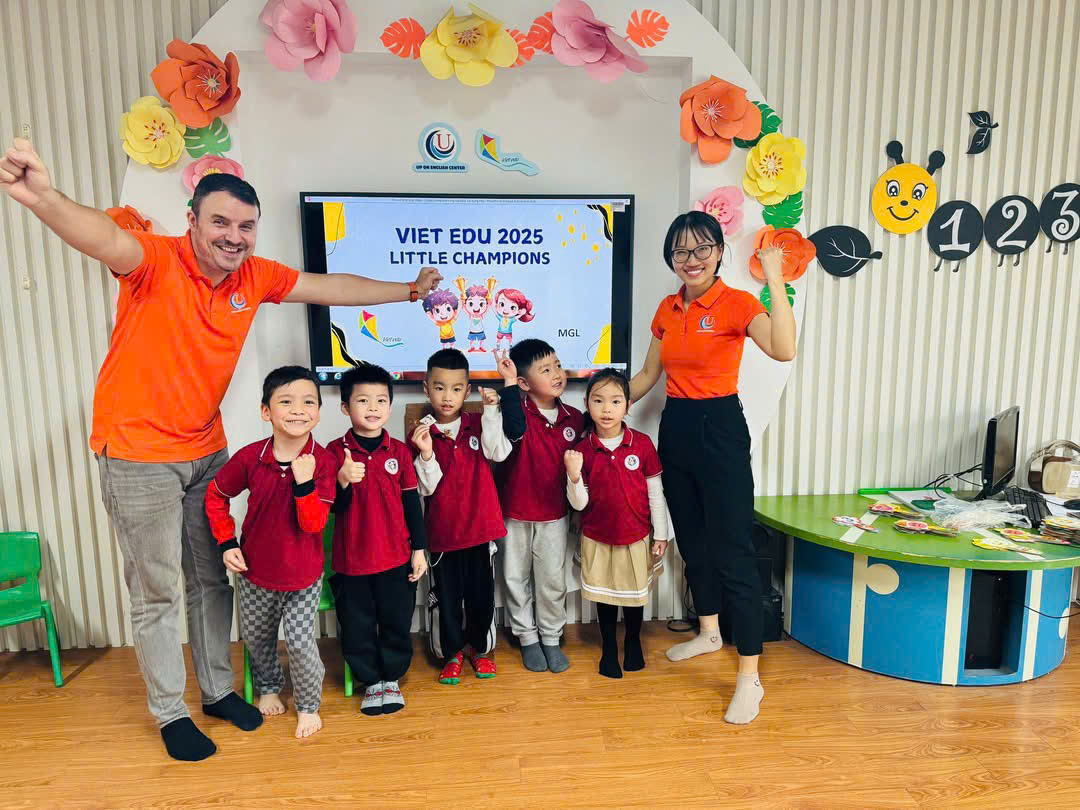 U
UP ON ENGLISH CENTER
VIET EDU 2025
LITTLE CHAMPIONS
MGL
1 2 3
U
U